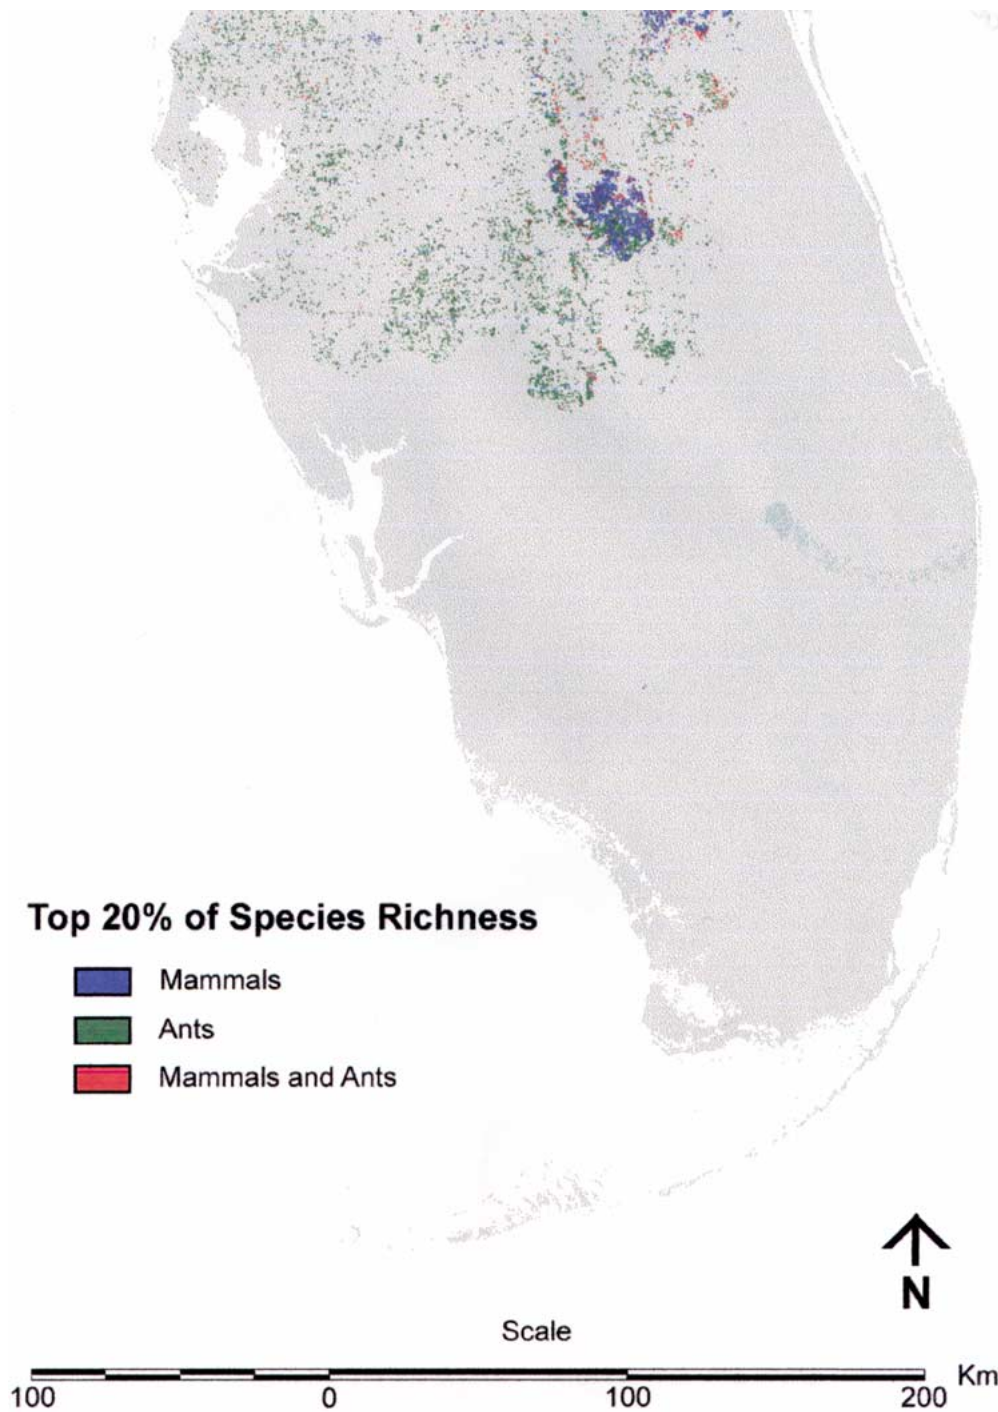 Top 20% of Species Richness
Mammals
Ants
Mammals and Ants
N
Scale
Km
100 0 100 200